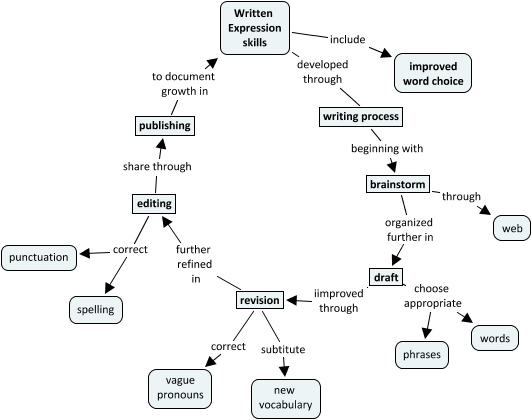 Written
Expression
skills
include
improved
word choice
developed
through
to document
growth in
writing process
publishing
beginning with
share through
brainstorm
through
web
editing
organized
further in
correct
punctuation
further
refined
in
spelling
draft
choose
appropriate
iimproved
through
revision
words
phrases
correct
subtitute
vague
pronouns
new
vocabulary